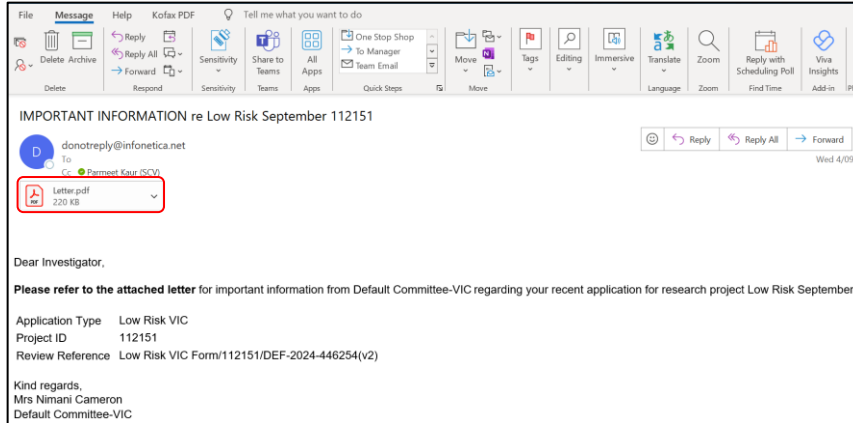 File Message Help Kofax PDF Tell me what you want to do
Reply One Stop Shop
Delete Archive Reply All Sensitivity Share to Teams All Apps To Manager Move Tags Editing Immersive Translate Zoom Reply with Scheduling Poll Viva Insights
Forward Team Email
Delete Respond Sensitivity Teams Apps Quick Steps Move Language Zoom Find Time Add-in
IMPORTANT INFORMATION re Low Risk September 112151
D donotreply@infonetica.net Reply Reply All Forward
To Wed 4/09
Cc Parmeet Kaur (SCV)
PDF Letter.pdf
220 KB
Dear Investigator,
Please refer to the attached letter for important information from Default Committee-VIC regarding your recent application for research project Low Risk September
Application Type Low Risk VIC
Project ID 112151
Review Reference Low Risk VIC Form/112151/DEF-2024-446254(v2)
Kind regards,
Mrs Nimani Cameron
Default Committee-VIC